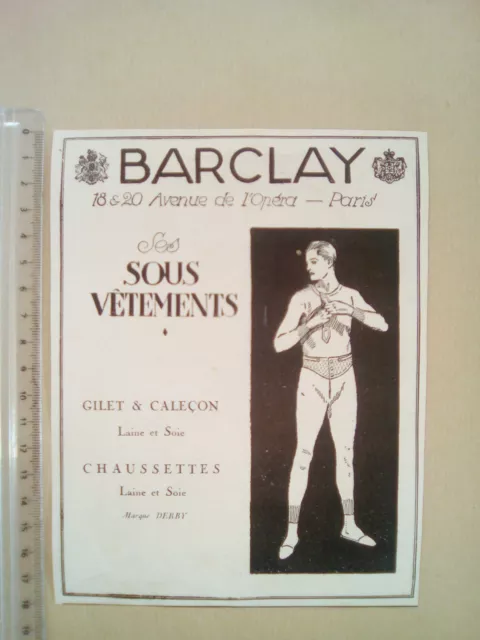 BARCLAY
18 & 20 Avenue de l'Opéra — Paris
Ses
SOUS
VÊTEMENTS
GILET & CALEÇON
Laine et Soie
CHAUSSETTES
Laine et Soie
Marque DERBY